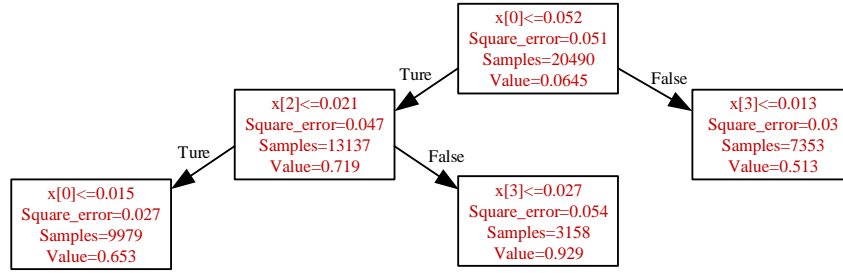 x[0]<=0.052
Square_error=0.051
Samples=20490
Value=0.0645
Ture
False
x[2]<=0.021
Square_error=0.047
Samples=13137
Value=0.719
x[3]<=0.013
Square_error=0.03
Samples=7353
Value=0.513
Ture
False
x[0]<=0.015
Square_error=0.027
Samples=9979
Value=0.653
x[3]<=0.027
Square_error=0.054
Samples=3158
Value=0.929